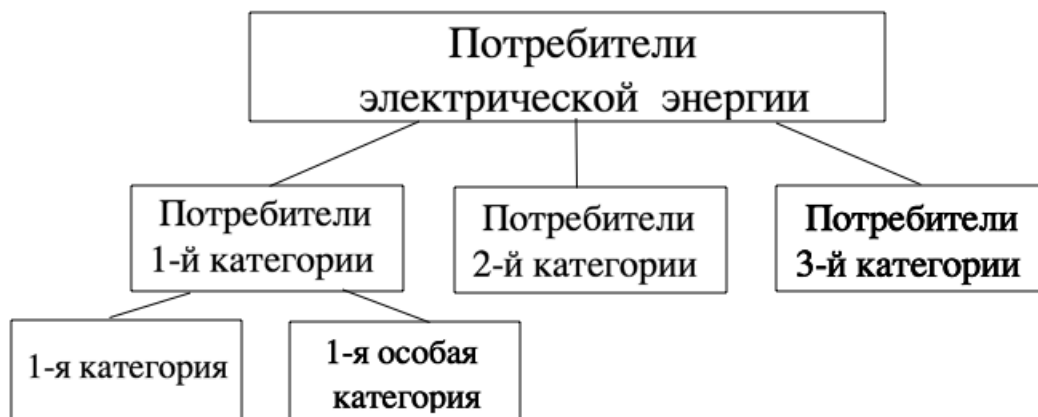 Потребители
электрической энергии
Потребители
1-й категории
Потребители
2-й категории
Потребители
3-й категории
1-я категория
1-я особая
категория